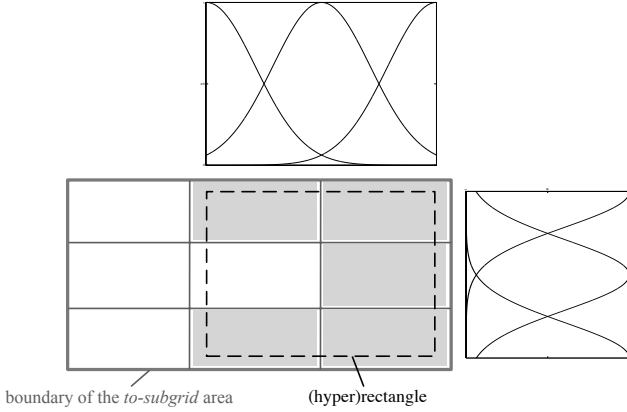 boundary of the to-subgrid area
(hyper)rectangle